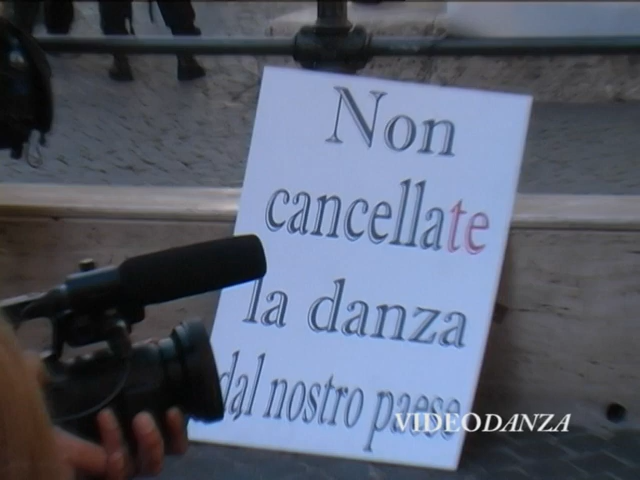 Non
cancellate
la danza
dal nostro paese
VIDEODANZA